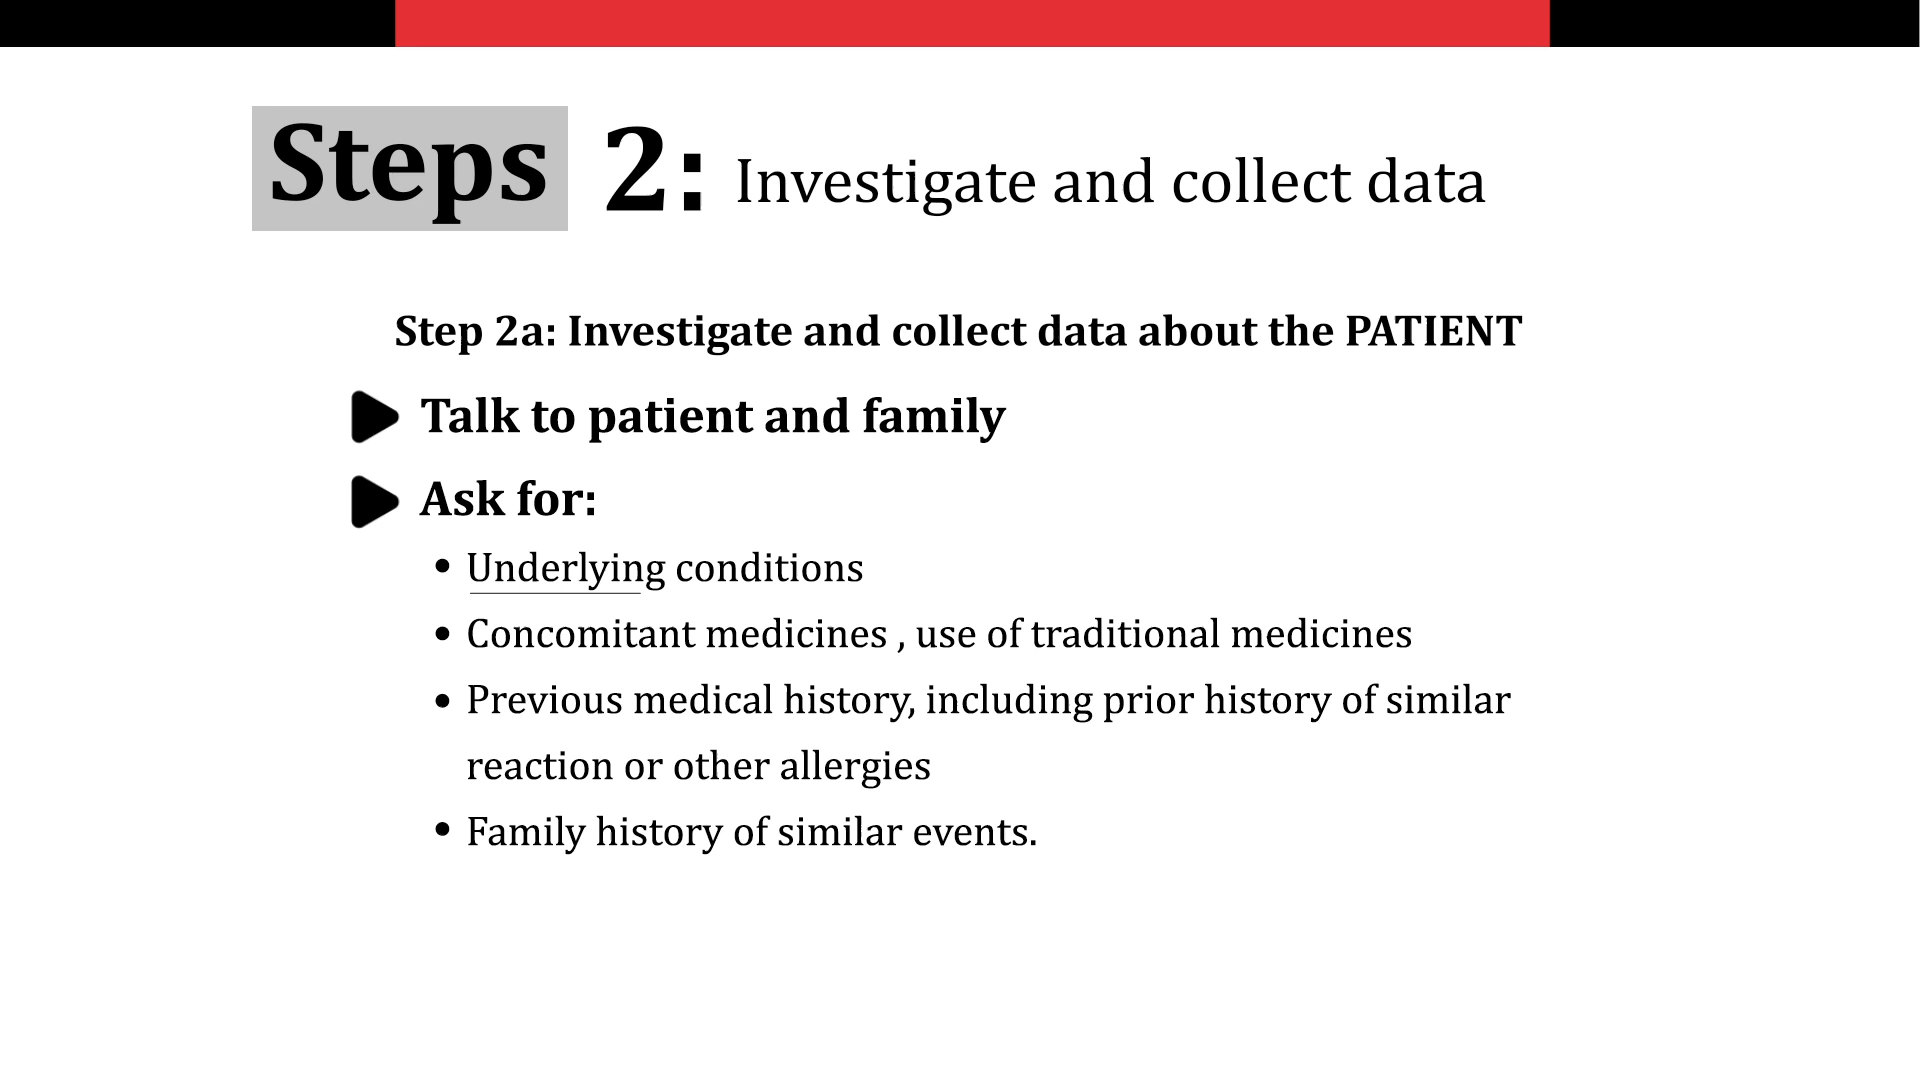 Steps 2: Investigate and collect data
Step 2a: Investigate and collect data about the PATIENT
Talk to patient and family
Ask for:
• Underlying conditions
• Concomitant medicines , use of traditional medicines
• Previous medical history, including prior history of similar
reaction or other allergies
• Family history of similar events.